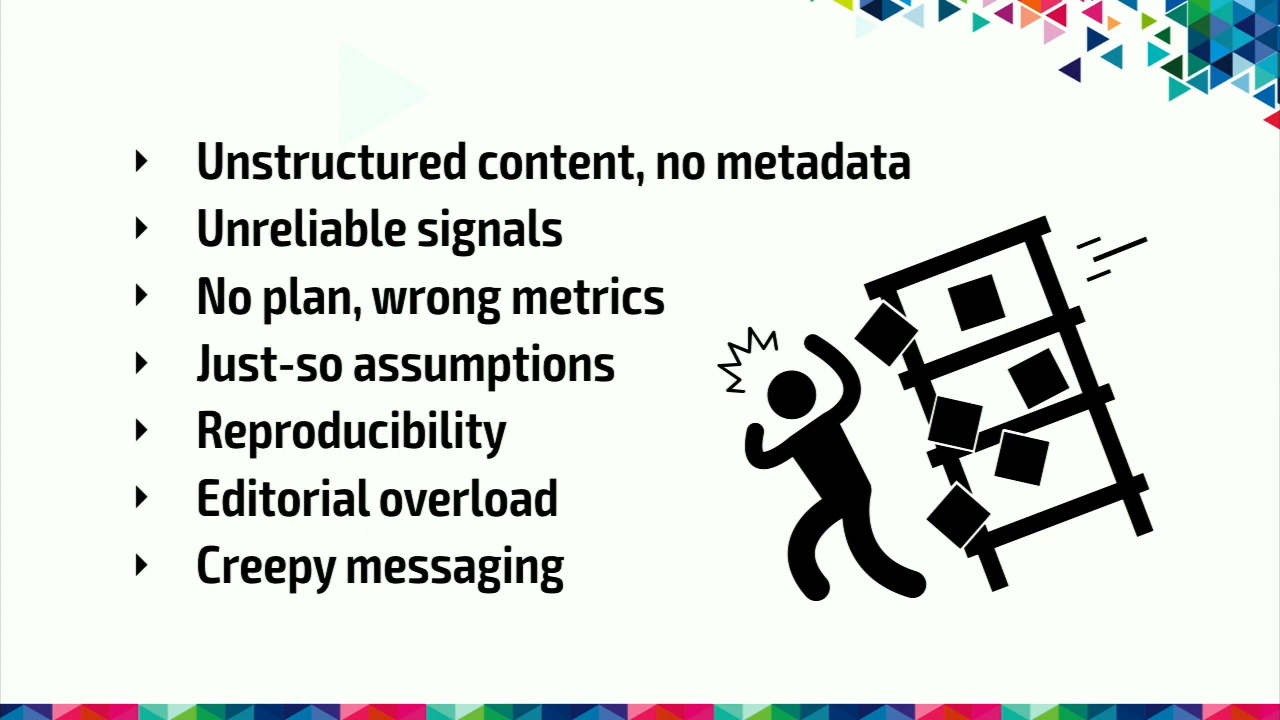 Unstructured content, no metadata
Unreliable signals
No plan, wrong metrics
Just-so assumptions
Reproducibility
Editorial overload
Creepy messaging